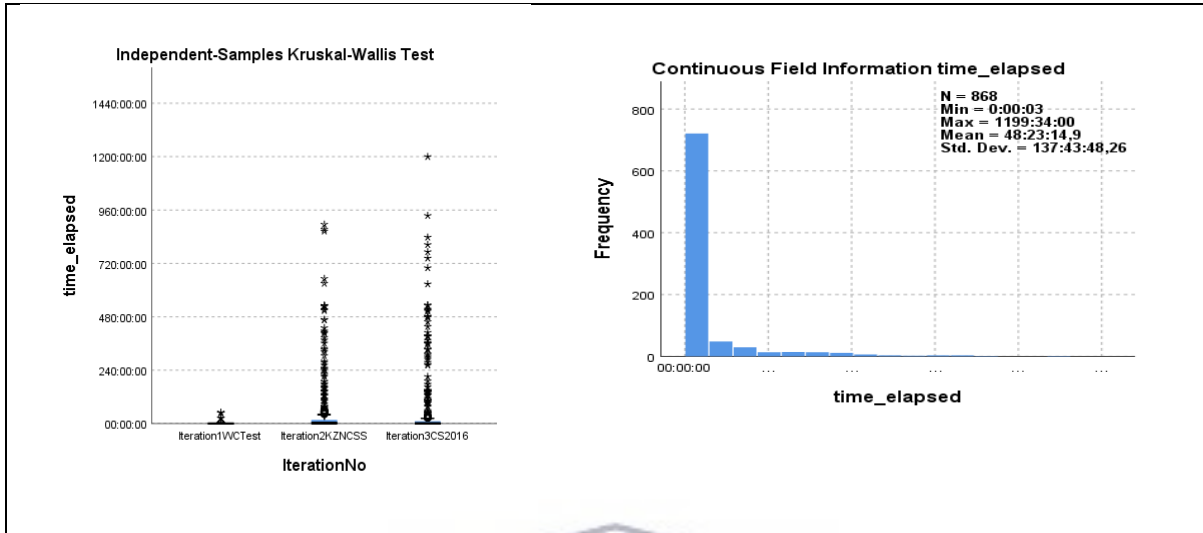 Independent-Samples Kruskal-Wallis Test
1440:00:00
1200:00:00
960:00:00
720:00:00
480:00:00
240:00:00
00:00:00
time_elapsed
Iteration1WCTest
Iteration2KZNCSS
Iteration3CS2016
IterationNo
Continuous Field Information time_elapsed
N = 868
Min = 0:00:03
Max = 1199:34:00
Mean = 48:23:14,9
Std. Dev. = 137:43:48,26
800
600
400
200
0
Frequency
00:00:00
...
...
...
...
...
time_elapsed